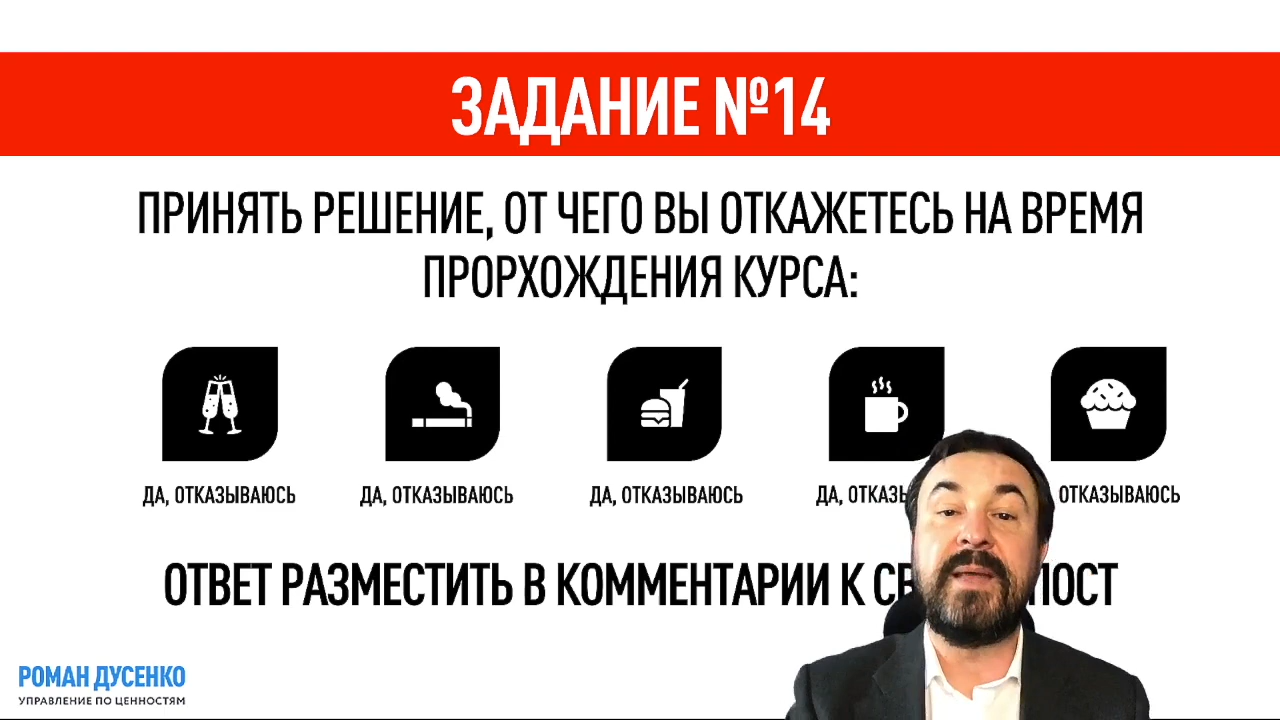 ЗАДАНИЕ №14
ПРИНЯТЬ РЕШЕНИЕ, ОТ ЧЕГО ВЫ ОТКАЖЕТЕСЬ НА ВРЕМЯ
ПРОРХОЖДЕНИЯ КУРСА:
ДА, ОТКАЗЫВАЮСЬ
ДА, ОТКАЗЫВАЮСЬ
ДА, ОТКАЗЫВАЮСЬ
ДА,
ОТКАЗЫВАЮСЬ
ОТВЕТ РАЗМЕСТИТЬ В КОММЕНТАРИИ К ПОСТ
РОМАН ДУСЕНКО
УПРАВЛЕНИЕ ПО ЦЕННОСТЯМ